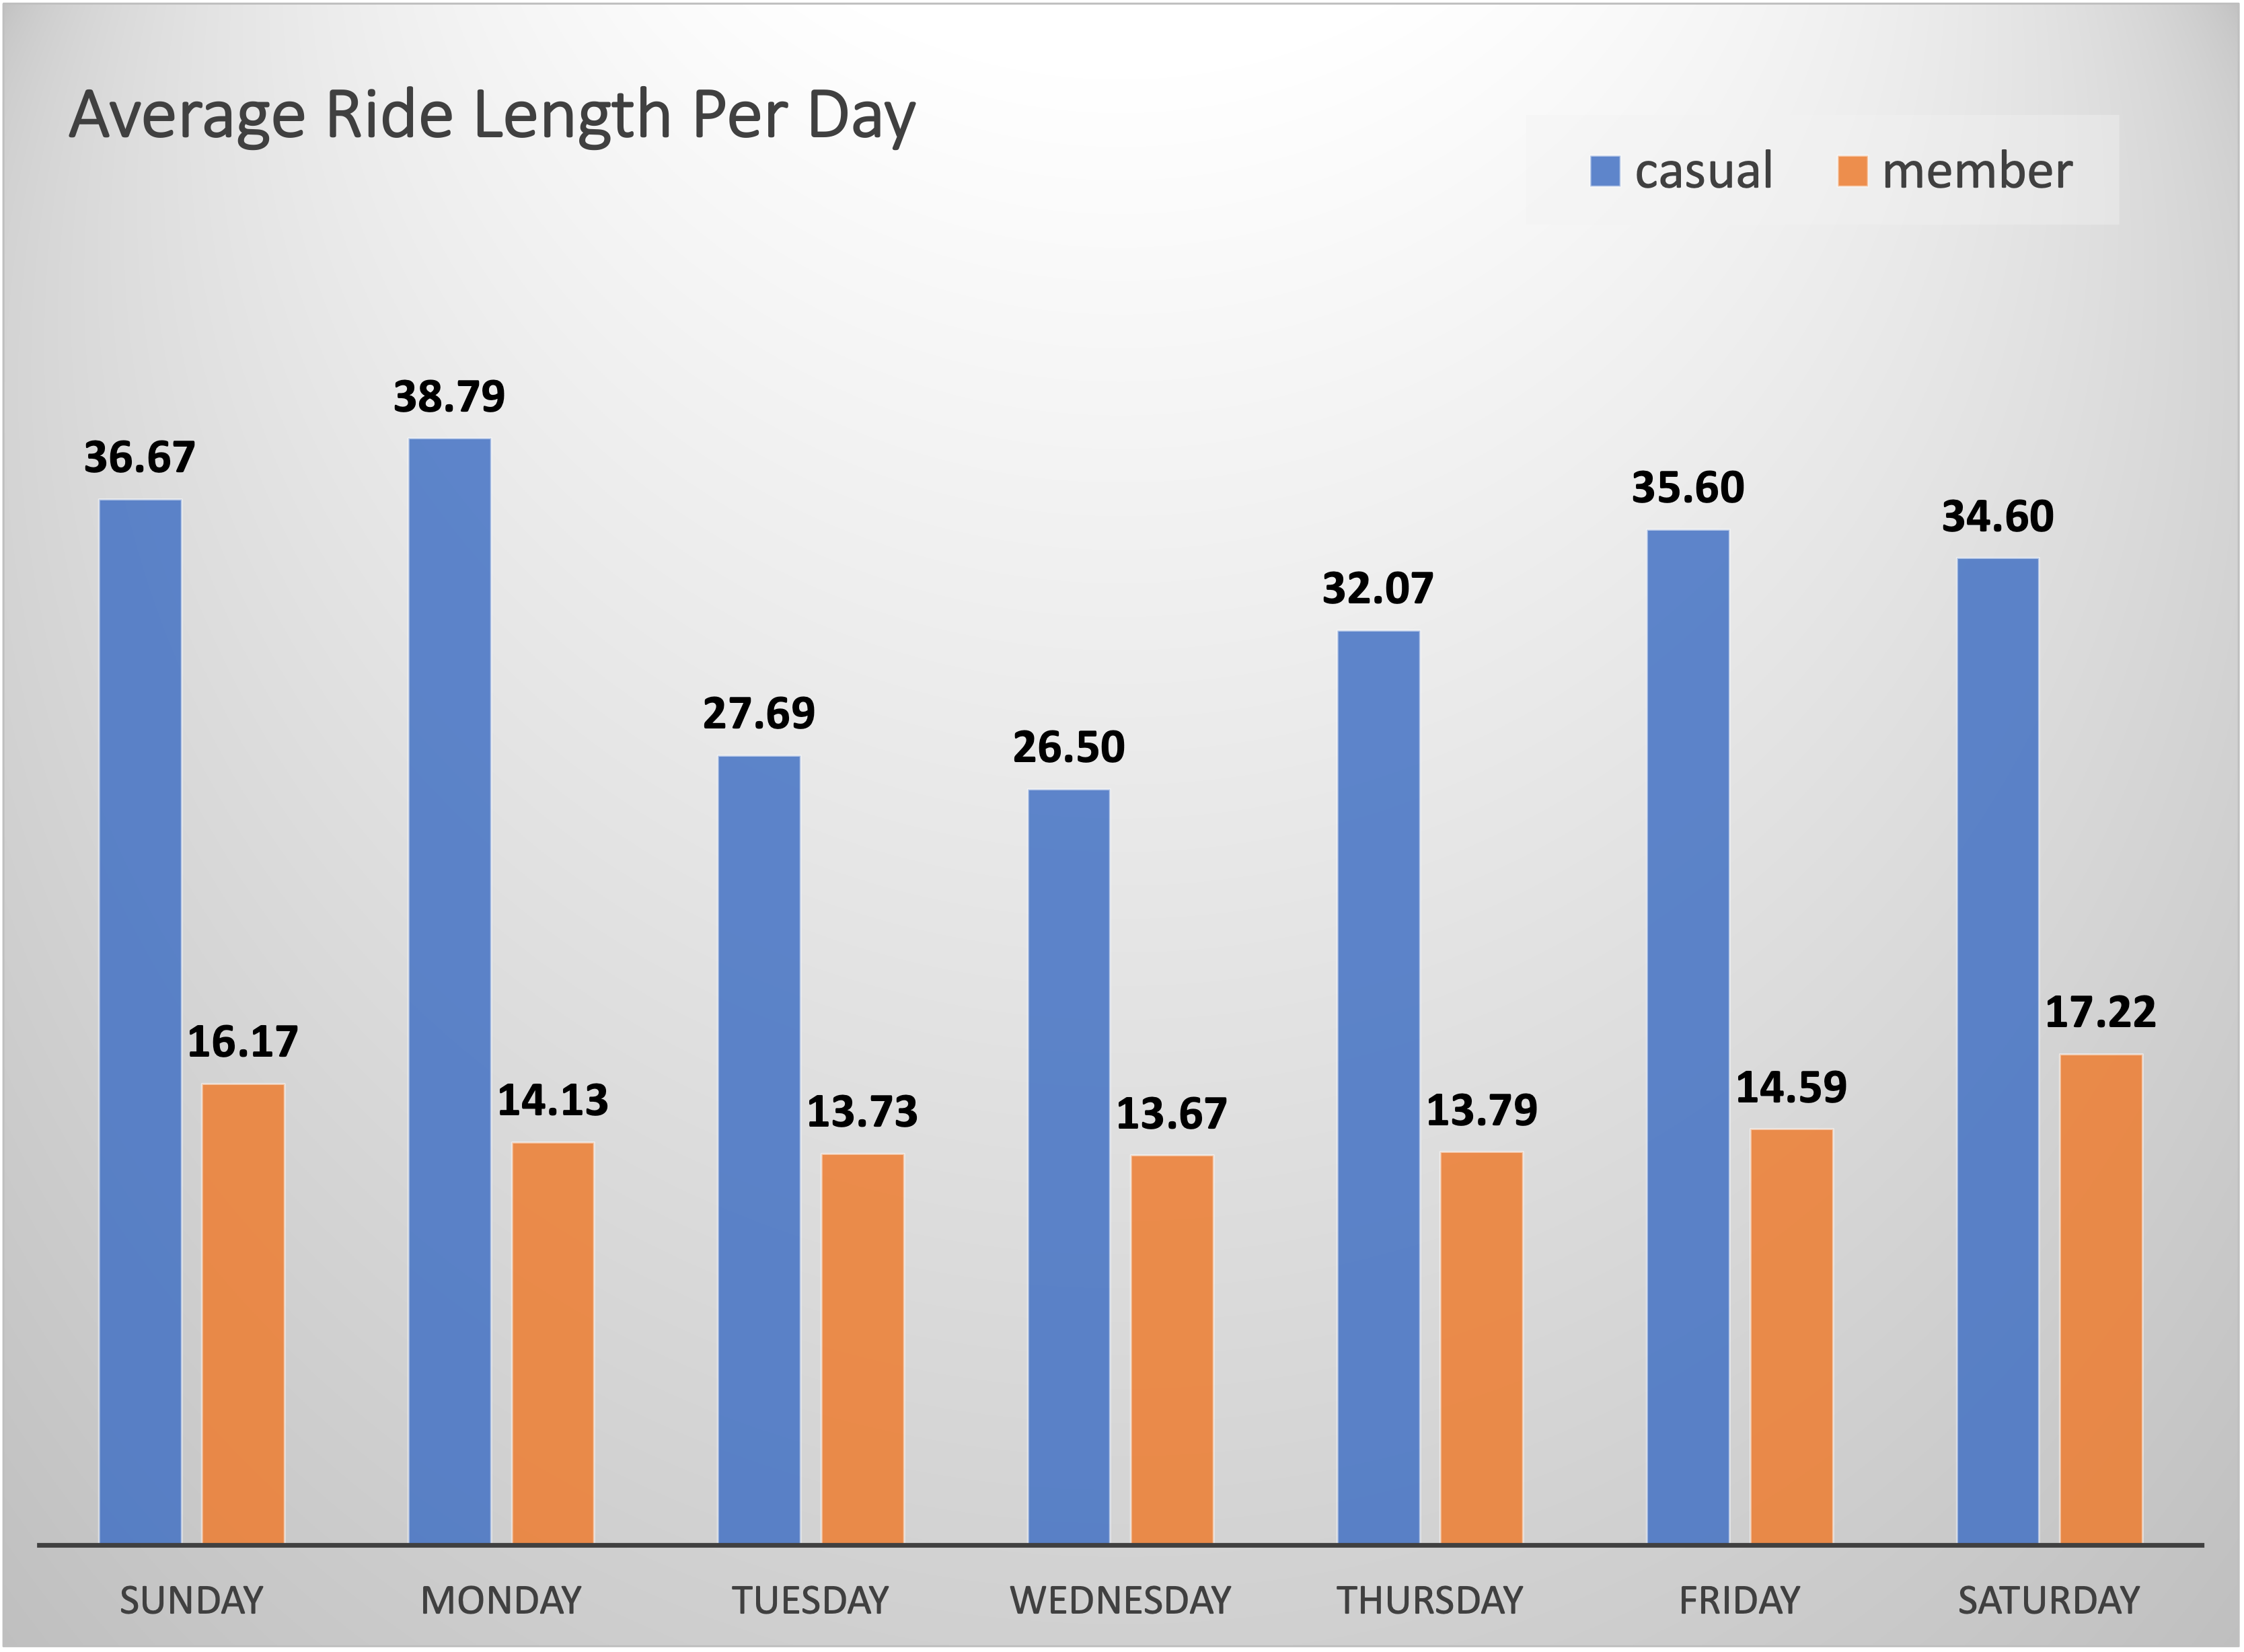 Average Ride Length Per Day
casual member
36.67 38.79 27.69 26.50 32.07 35.60 34.60
16.17 14.13 13.73 13.67 13.79 14.59 17.22
SUNDAY MONDAY TUESDAY WEDNESDAY THURSDAY FRIDAY SATURDAY